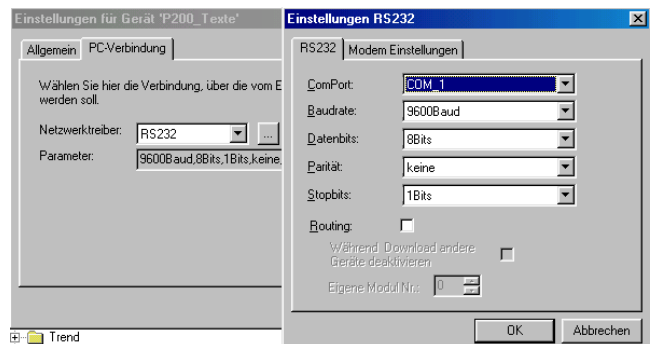 Einstellungen für Gerät 'P200_Texte'
Allgemein PC-Verbindung
Wählen Sie hier die Verbindung, über die vom E
werden soll.
Netzwerktreiber: RS232 ...
Parameter: 9600Baud,8Bits,1Bits,keine,
Trend
Einstellungen RS232
RS232 Modem Einstellungen
ComPort: COM_1
Baudrate: 9600Baud
Datenbits: 8Bits
Parität: keine
Stopbits: 1Bits
Routing:
Während Download andere
Geräte deaktivieren
Eigene Modul Nr.: 0
OK Abbrechen